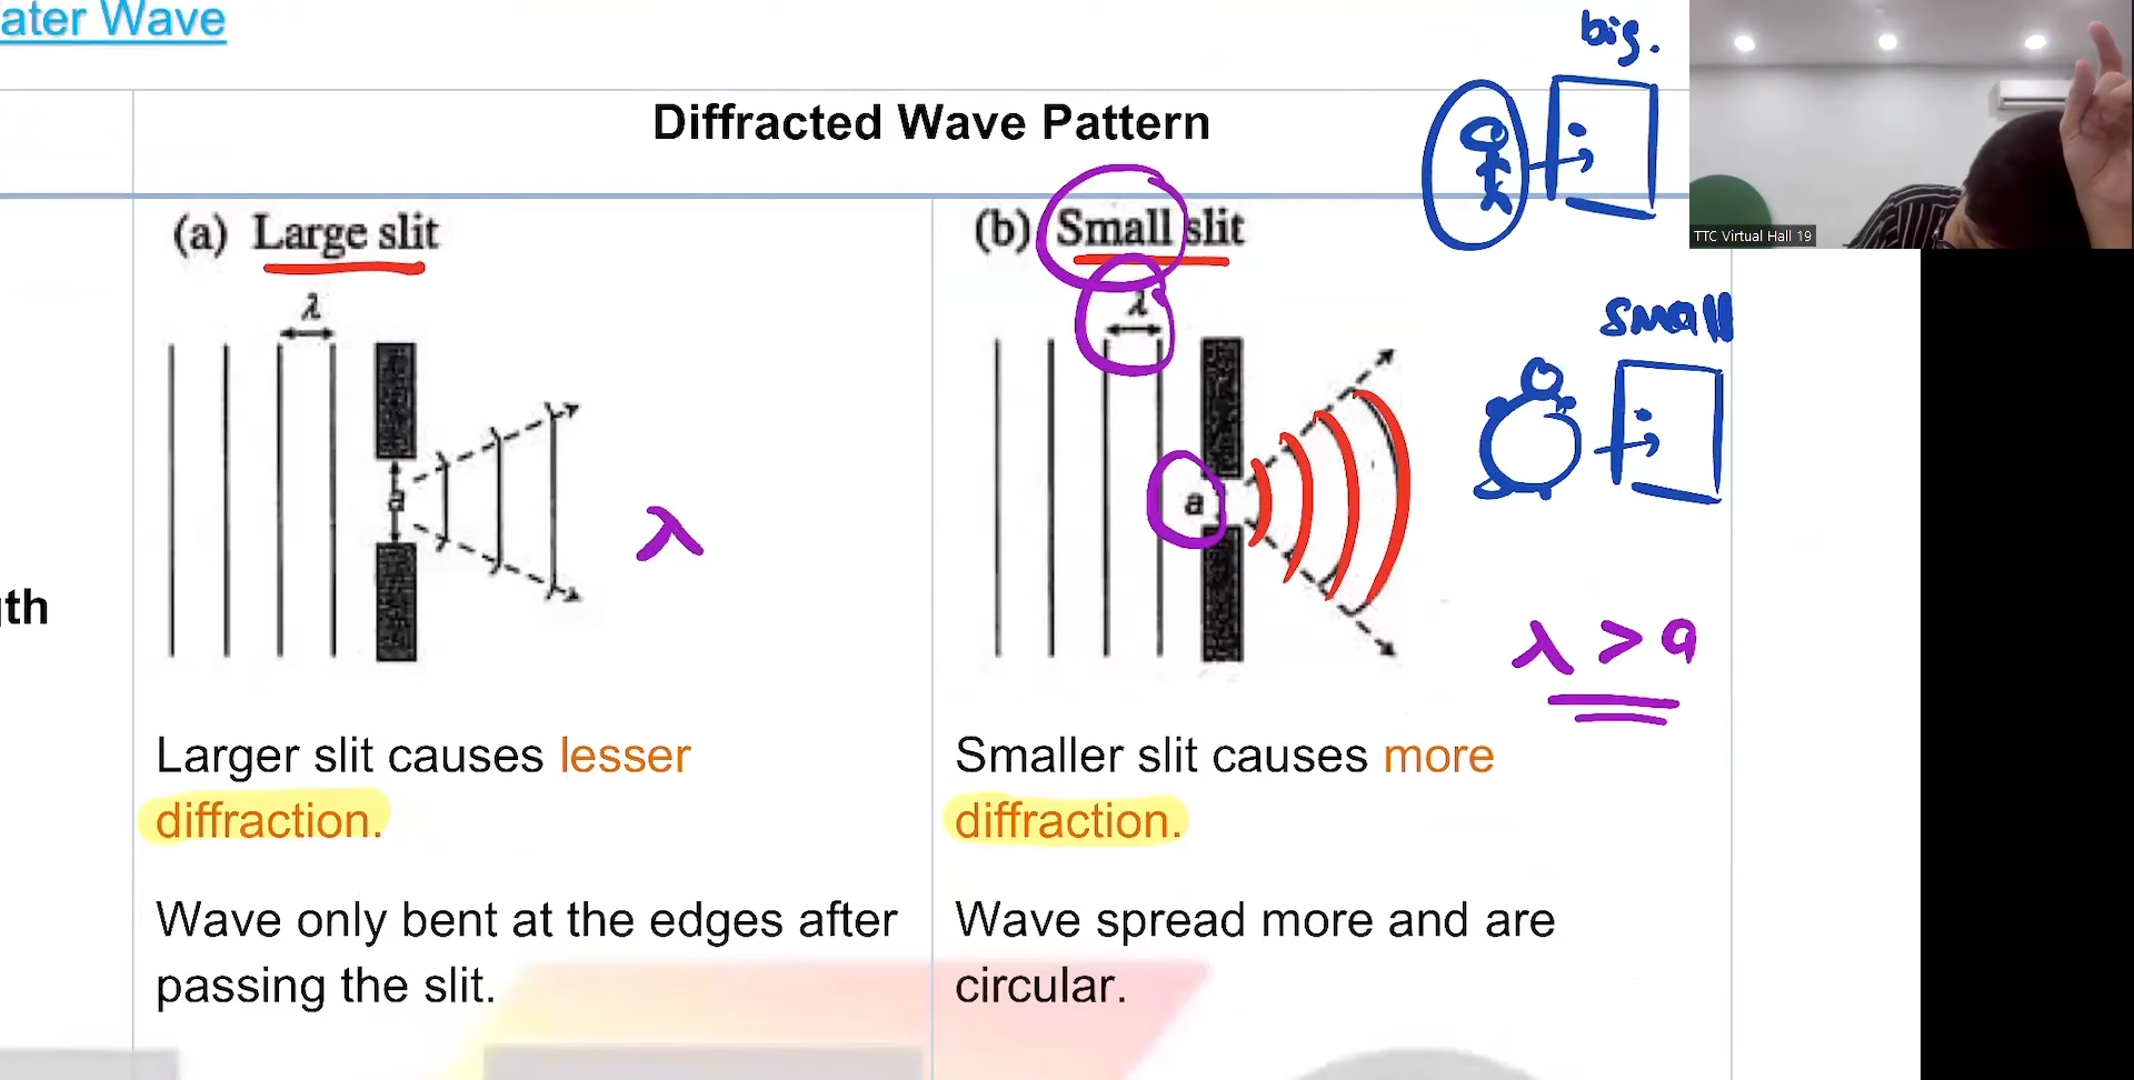 ater Wave
big.
Diffracted Wave Pattern
TTC Virtual Hall 19
(a) Large slit
(b) Small slit
λ
λ
small
a
a
λ
th
λ > a
Larger slit causes lesser
diffraction.
Smaller slit causes more
diffraction.
Wave only bent at the edges after
passing the slit.
Wave spread more and are
circular.